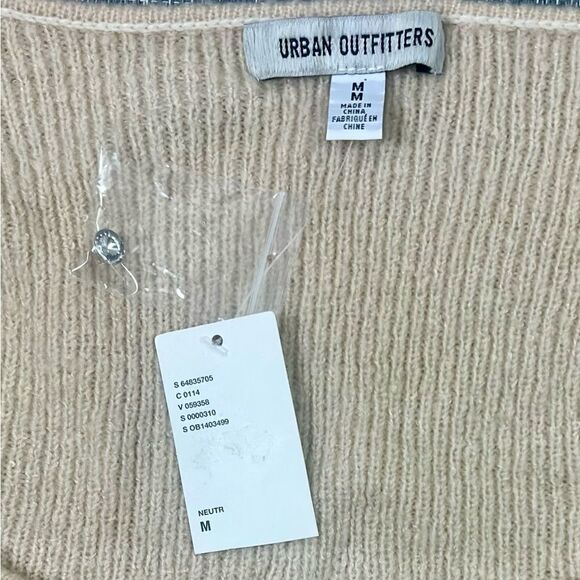 URBAN OUTFITTERS
M
M
MADE IN
CHINA
FABRIQUÉ EN
CHINE
S 64835705
C 0114
V 059358
S 0000310
S OB1403499
NEUTR
M